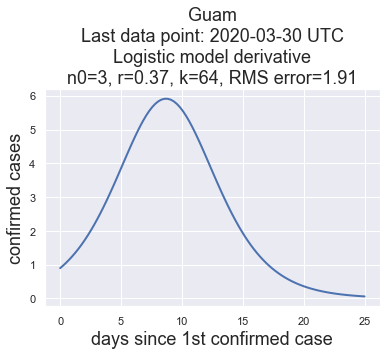 Guam
Last data point: 2020-03-30 UTC
Logistic model derivative
n0=3, r=0.37, k=64, RMS error=1.91
6
5
4
3
2
1
0
confirmed cases
0 5 10 15 20 25
days since 1st confirmed case